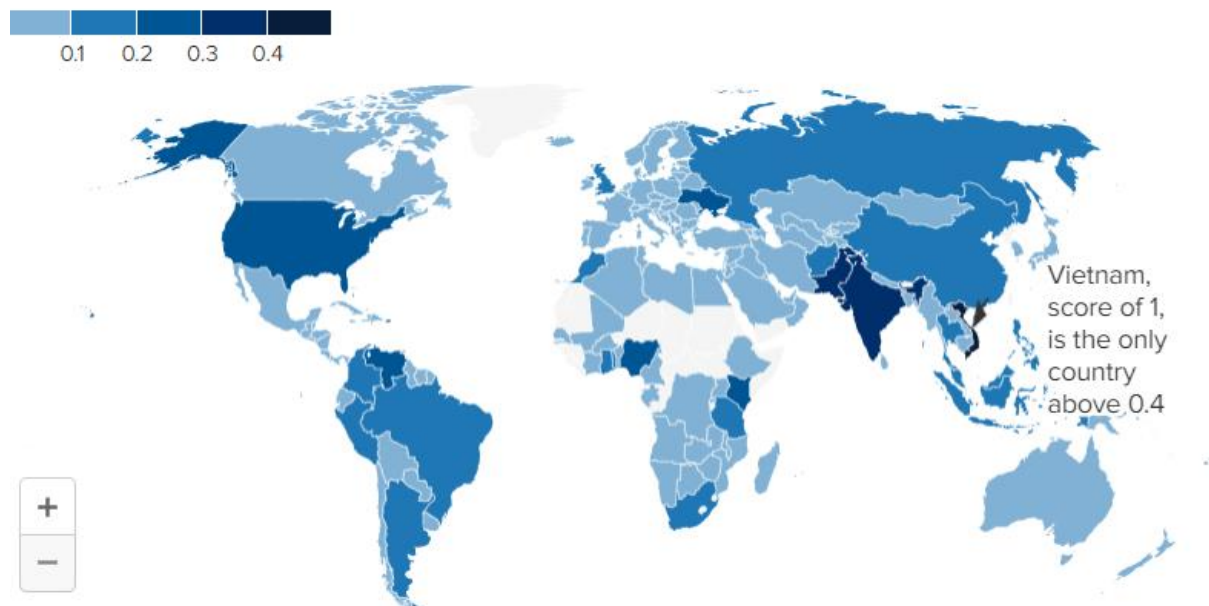 0.1 0.2 0.3 0.4
Vietnam,
score of 1,
is the only
country
above 0.4
+
−